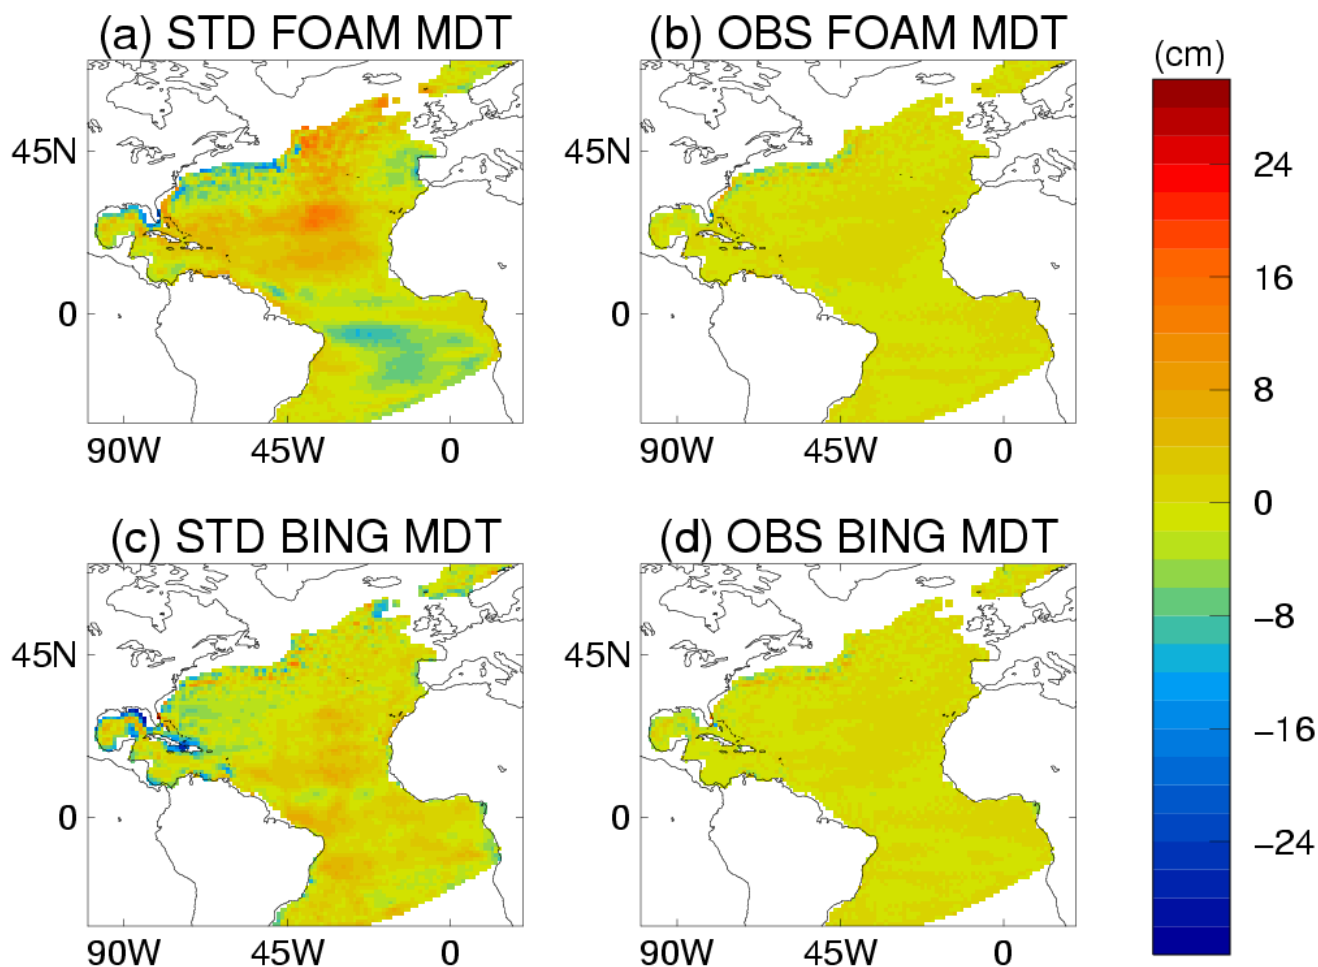 (a) STD FOAM MDT
(b) OBS FOAM MDT
(cm)
45N
0
90W 45W 0
45N
0
90W 45W 0
(c) STD BING MDT
(d) OBS BING MDT
45N
0
90W 45W 0
45N
0
90W 45W 0
24
16
8
0
−8
−16
−24